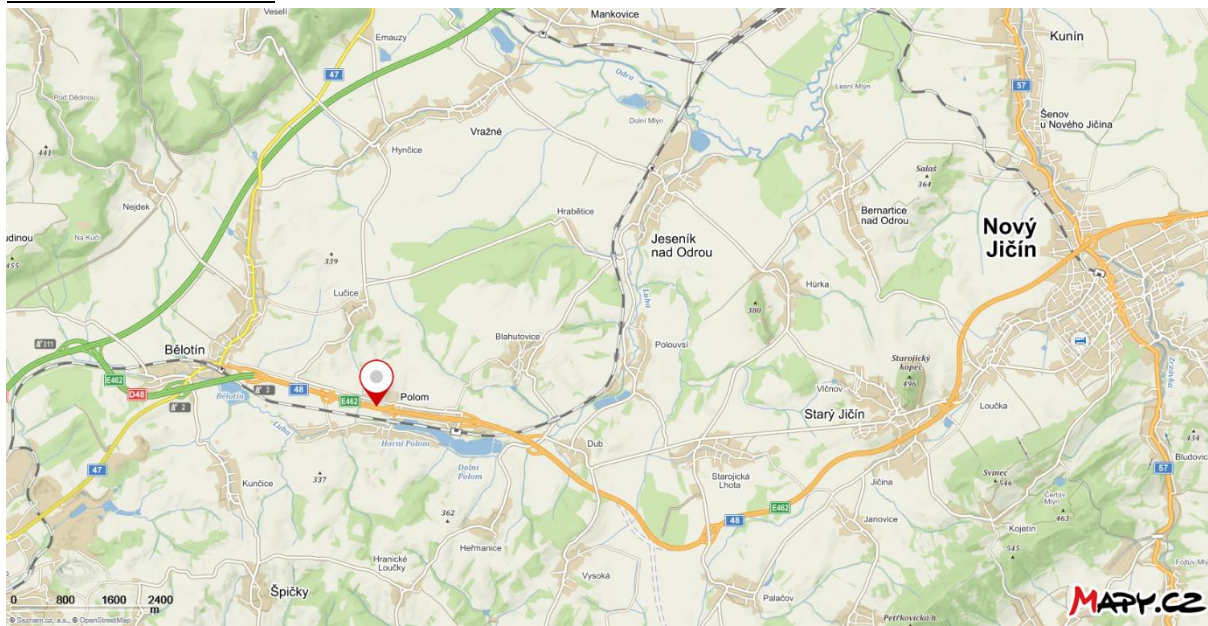 Veselí
Mankovice
Emauzy
Kunín
47
Pod Dědinou
Odra
Lesní Mlýn
57
Dolní Mlýn
Šenov
u Nového Jičína
Vražné
441
Hynčice
Salaš
364
Nejdek
Hrabětice
Bernartice
nad Odrou
Nový
Jičín
Na Kuči
Jeseník
nad Odrou
455
339
Lučice
Luha
Hůrka
380
311
Bělotín
Blahutovice
Polouvsí
Starojický
kopec
496
E462
D48
3
48
Bělotín
2
E462
Polom
Vlčnov
Starý Jičín
Loučka
Zrzávka
Luha
Horní Polom
Dub
434
47
Kunčice
337
Dolní
Polom
Starojická
Lhota
Jičina
Svinec
546
Bludovice
57
362
E462
48
Janovice
Čertův
Mlýn
463
Kojetín
545
Heřmanice
Hranické
Loučky
Vysoká
Palačov
Špičky
Petřkovická h.
0 800 1600 2400
m
© Seznam.cz, a.s., © OpenStreetMap
MAPY.CZ